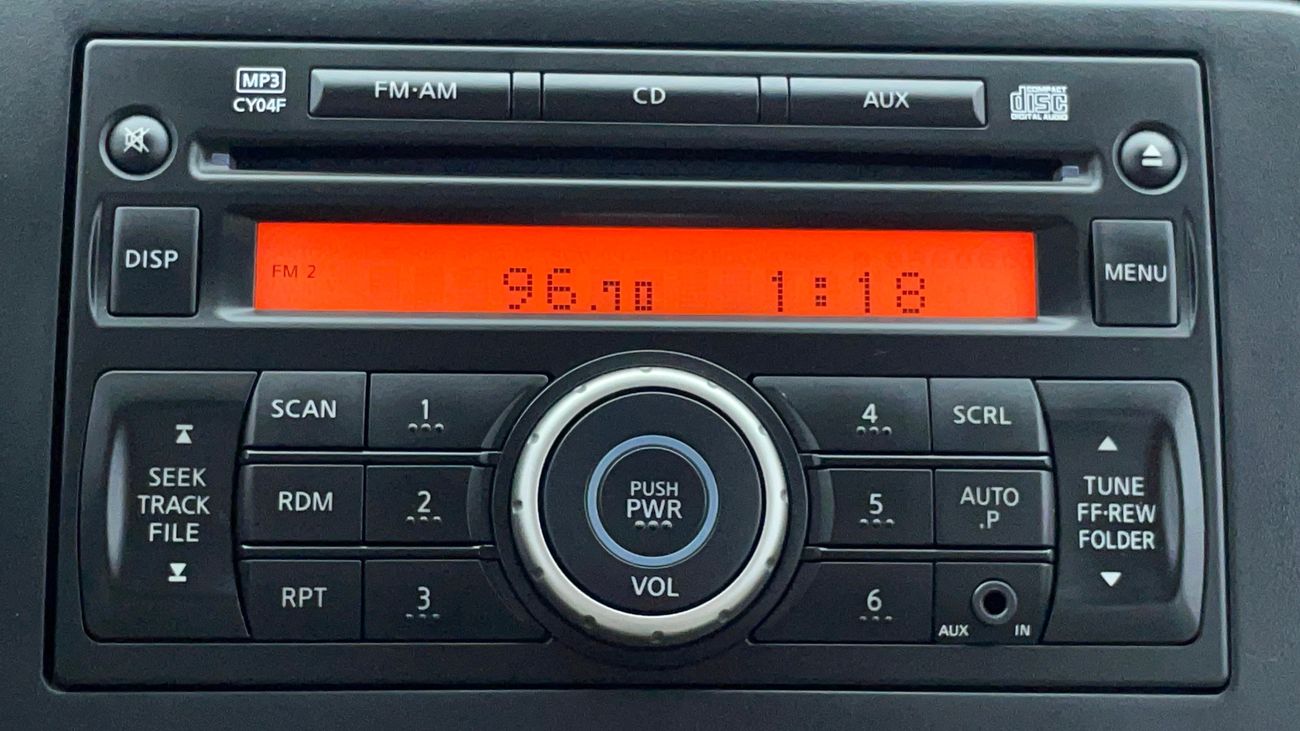 MP3
CY04F
FM·AM
CD
AUX
COMPACT
disc
DIGITAL AUDIO
DISP
FM 2
96.70
1:18
MENU
SEEK
TRACK
FILE
SCAN
1
RDM
2
RPT
3
PUSH
PWR
VOL
4
SCRL
5
AUTO
.P
6
AUX IN
TUNE
FF-REW
FOLDER